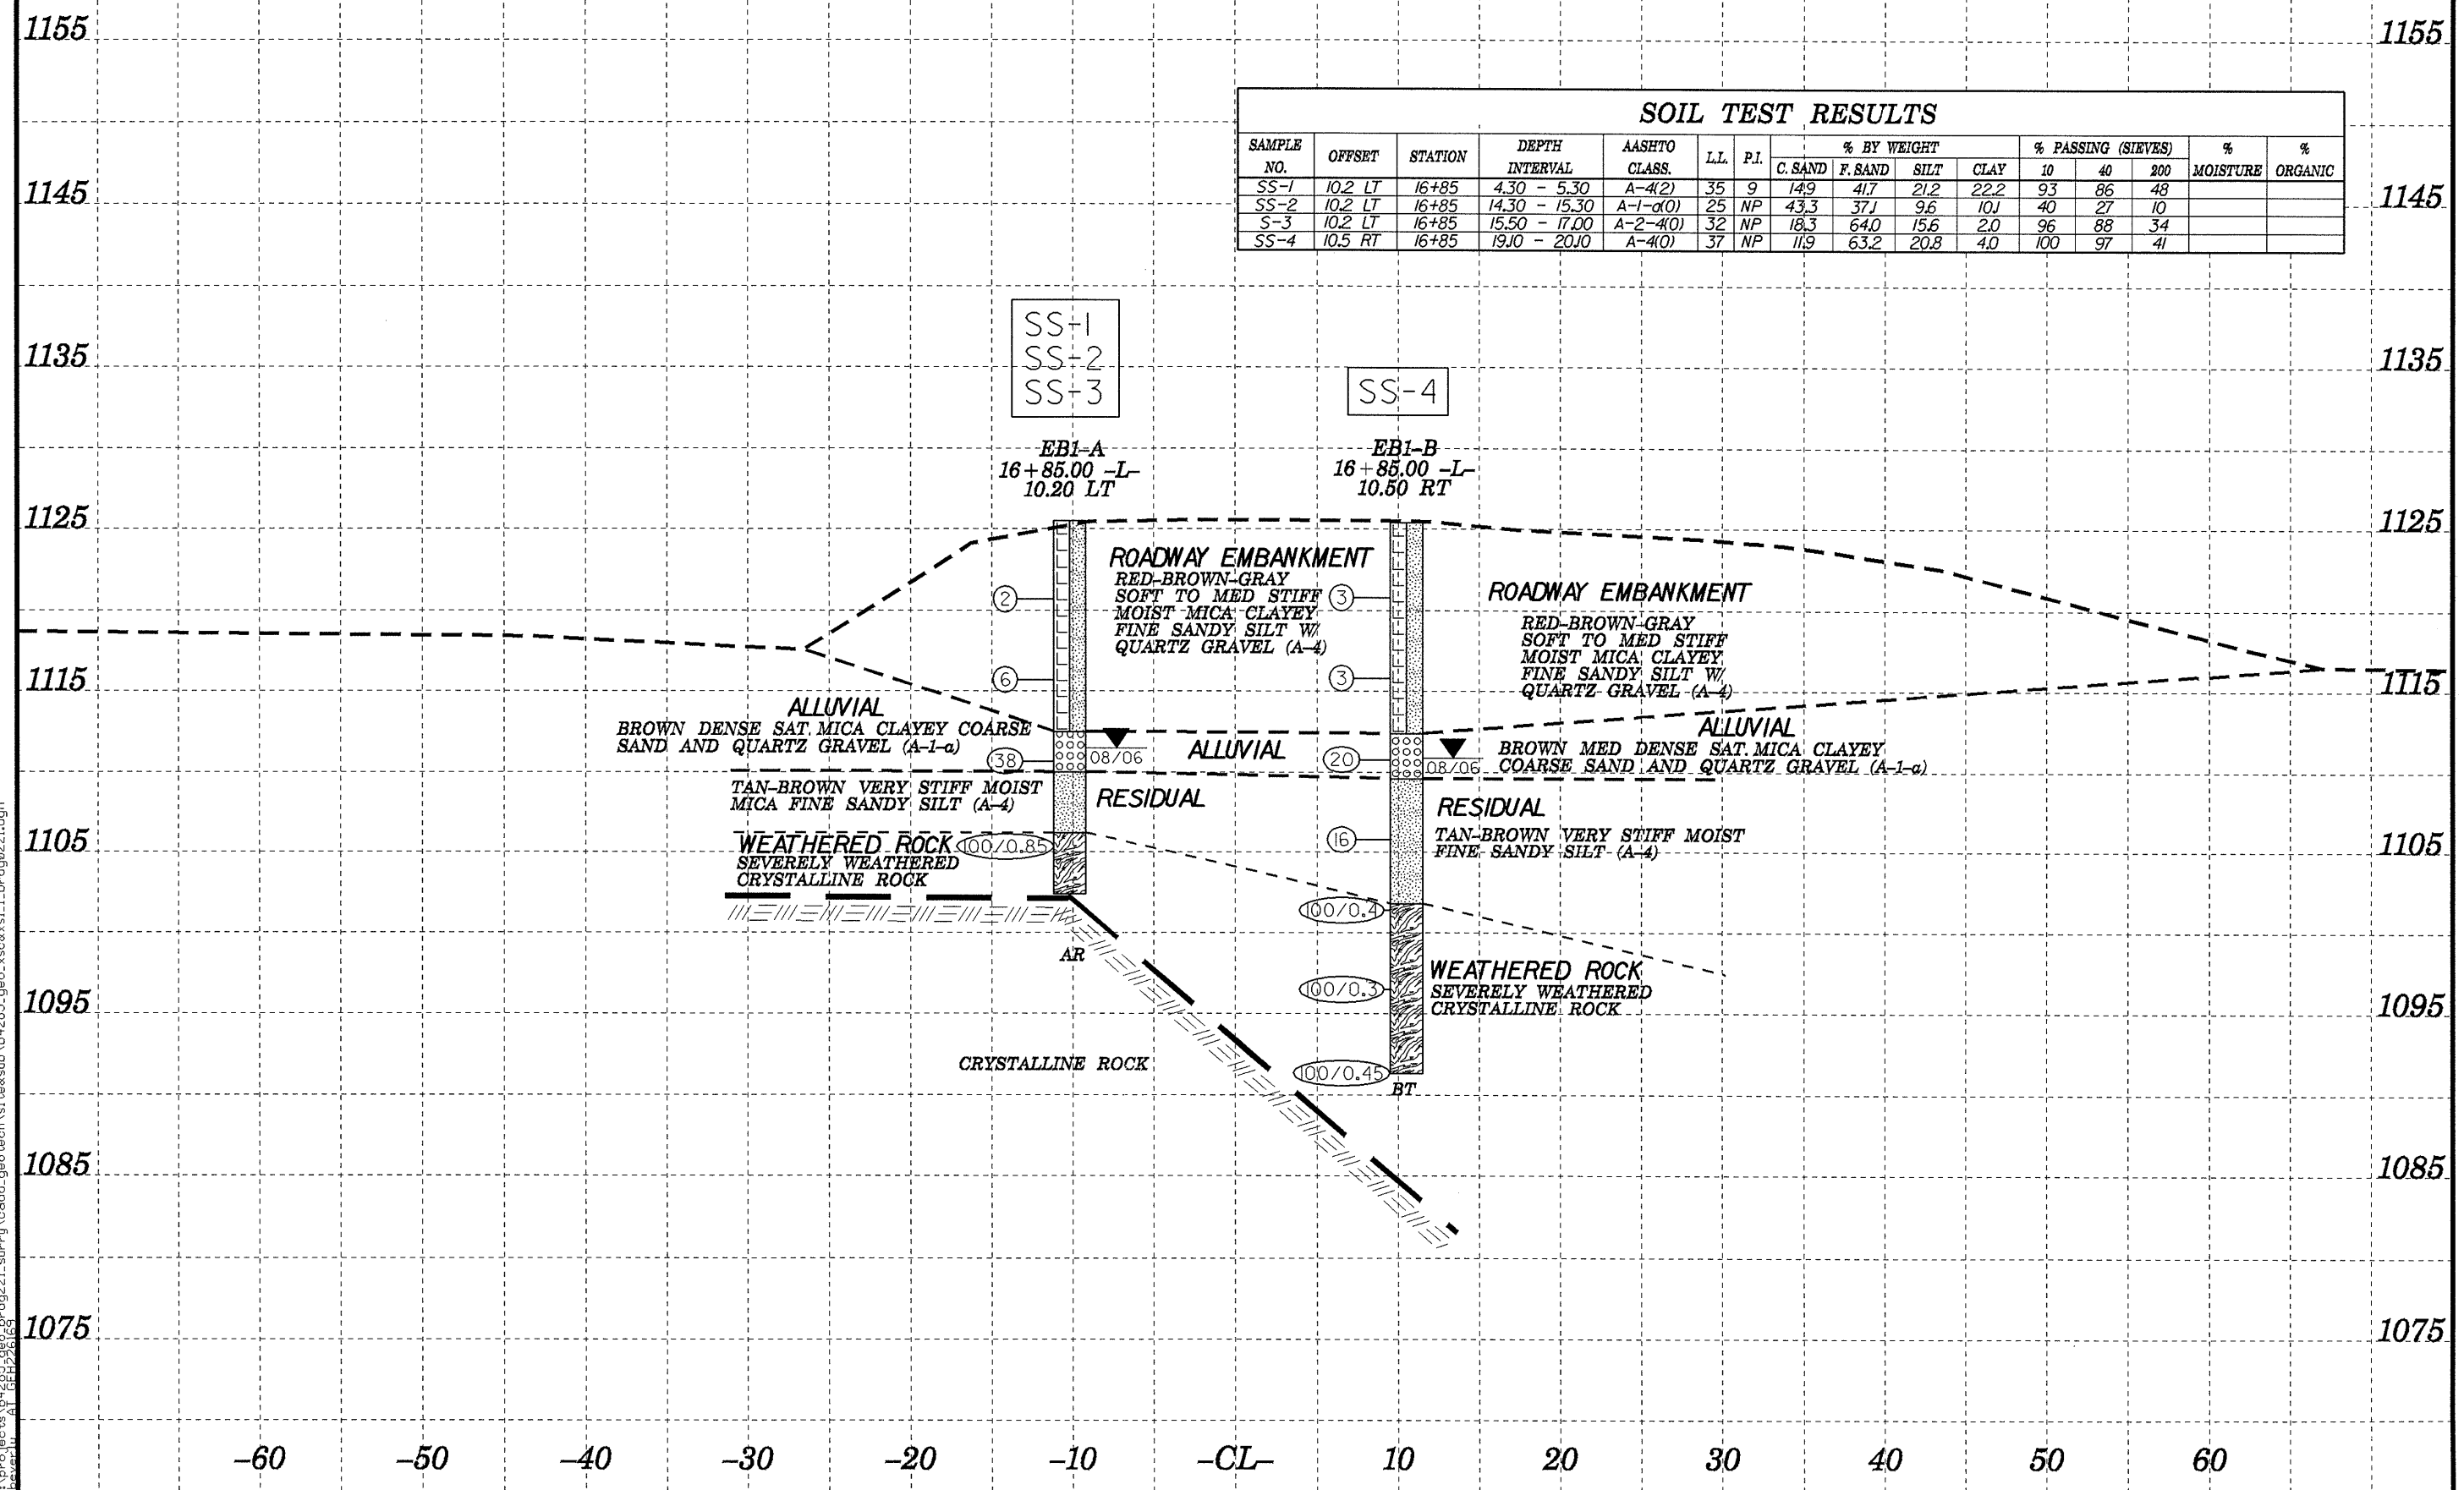 1155 1155
SOIL TEST RESULTS
SAMPLE NO. OFFSET STATION DEPTH INTERVAL AASHTO CLASS. L.L. P.I. % BY WEIGHT % PASSING (SIEVES) % MOISTURE % ORGANIC
C. SAND F. SAND SILT CLAY 10 40 200
SS-1 10.2 LT 16+85 4.30 - 5.30 A-4(2) 35 9 14.9 41.7 21.2 22.2 93 86 48
SS-2 10.2 LT 16+85 14.30 - 15.30 A-1-a(0) 25 NP 43.3 37.1 9.6 10.1 40 27 10
S-3 10.2 LT 16+85 15.50 - 17.00 A-2-4(0) 32 NP 18.3 64.0 15.6 2.0 96 88 34
SS-4 10.5 RT 16+85 19.10 - 20.10 A-4(0) 37 NP 11.9 63.2 20.8 4.0 100 97 41
1145 1145
SS-1
SS-2
SS-3
SS-4
1135 1135
EB1-A
16+85.00 -L-
10.20 LT
EB1-B
16+85.00 -L-
10.50 RT
1125 1125
ROADWAY EMBANKMENT
RED-BROWN-GRAY
SOFT TO MED STIFF
MOIST MICA CLAYEY
FINE SANDY SILT W/
QUARTZ GRAVEL (A-4)
2
6
3
3
ROADWAY EMBANKMENT
RED-BROWN-GRAY
SOFT TO MED STIFF
MOIST MICA CLAYEY
FINE SANDY SILT W/
QUARTZ GRAVEL (A-4)
1115 1115
ALLUVIAL
BROWN DENSE SAT. MICA CLAYEY COARSE
SAND AND QUARTZ GRAVEL (A-1-a)
38
08/06
ALLUVIAL
20
08/06
ALLUVIAL
BROWN MED DENSE SAT. MICA CLAYEY
COARSE SAND AND QUARTZ GRAVEL (A-1-a)
TAN-BROWN VERY STIFF MOIST
MICA FINE SANDY SILT (A-4)
RESIDUAL
RESIDUAL
TAN-BROWN VERY STIFF MOIST
FINE SANDY SILT (A-4)
16
1105 1105
WEATHERED ROCK
SEVERELY WEATHERED
CRYSTALLINE ROCK
100/0.85
100/0.4
AR
WEATHERED ROCK
SEVERELY WEATHERED
CRYSTALLINE ROCK
100/0.3
1095 1095
CRYSTALLINE ROCK
100/0.45
BT
1085 1085
1075 1075
-60 -50 -40 -30 -20 -10 -CL- 10 20 30 40 50 60